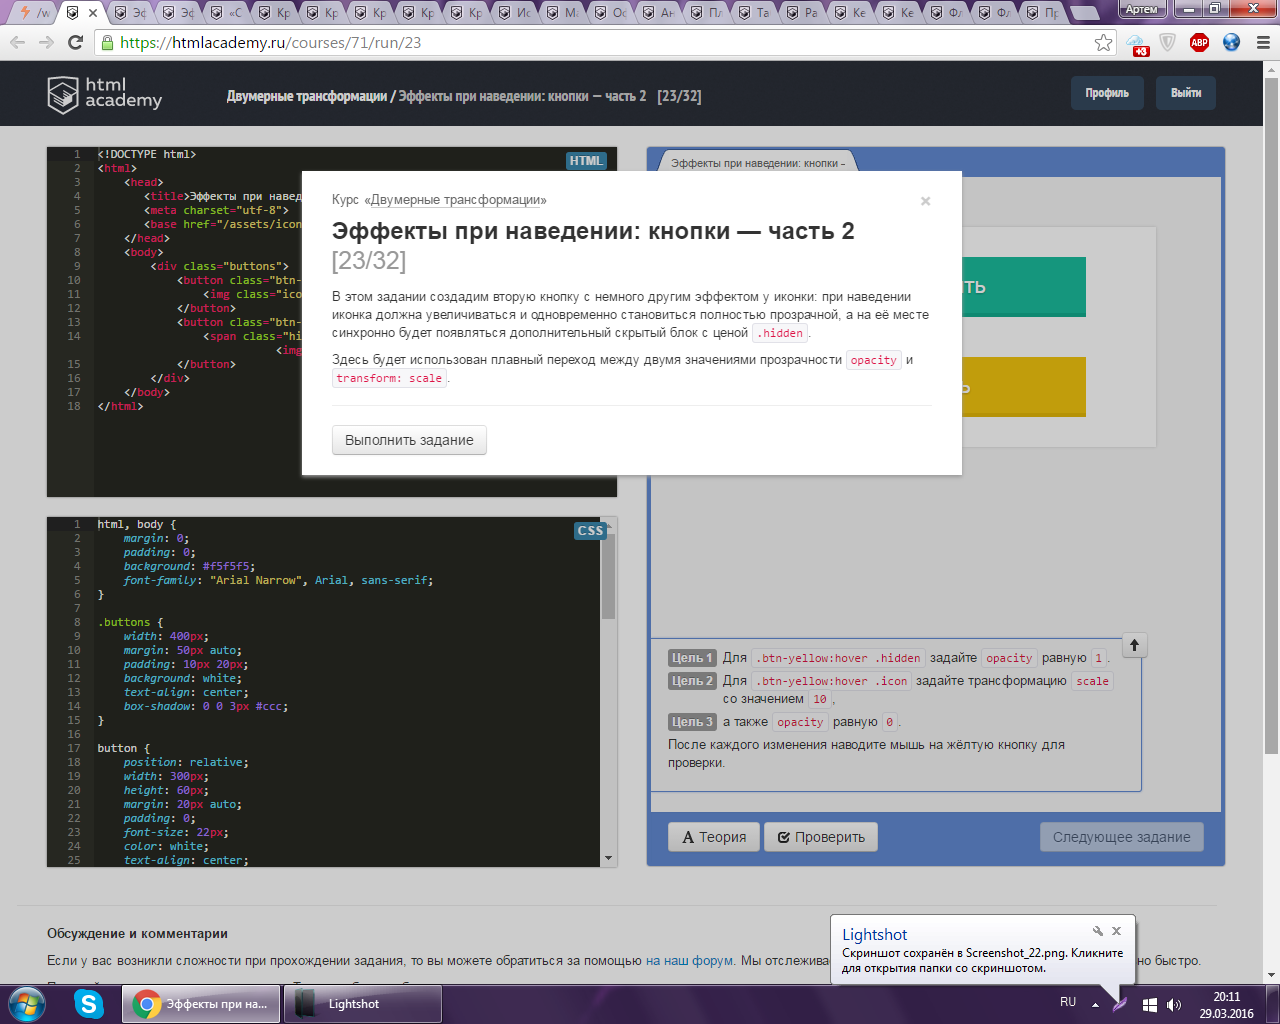 /w
Эф
Эф
«С
Кр
Кр
Кр
Кр
Кр
Ис
Ма
Ос
Ан
Пл
Та
Ра
Ке
Ке
Фл
Фл
Пр
Артем
https://htmlacademy.ru/courses/71/run/23
+3
ABP
html
academy
Двумерные трансформации / Эффекты при наведении: кнопки — часть 2 [23/32]
Профиль
Выйти
HTML
1 <!DOCTYPE html>
2 <html>
3 <head>
4 <title>Эффекты при навед
5 <meta charset="utf-8">
6 <base href="/assets/icon
7 </head>
8 <body>
9 <div class="buttons">
10 <button class="btn-
11 <img class="ico
12 </button>
13 <button class="btn-
14 <span class="hi
<img
15 </button>
16 </div>
17 </body>
18 </html>
Эффекты при наведении: кнопки –
ИТЬ
Ь
Курс «Двумерные трансформации»
×
Эффекты при наведении: кнопки — часть 2
[23/32]
В этом задании создадим вторую кнопку с немного другим эффектом у иконки: при наведении
иконка должна увеличиваться и одновременно становиться полностью прозрачной, а на её месте
синхронно будет появляться дополнительный скрытый блок с ценой .hidden.
Здесь будет использован плавный переход между двумя значениями прозрачности opacity и
transform: scale.
Выполнить задание
CSS
1 html, body {
2 margin: 0;
3 padding: 0;
4 background: #f5f5f5;
5 font-family: "Arial Narrow", Arial, sans-serif;
6 }
7
8 .buttons {
9 width: 400px;
10 margin: 50px auto;
11 padding: 10px 20px;
12 background: white;
13 text-align: center;
14 box-shadow: 0 0 3px #ccc;
15 }
16
17 button {
18 position: relative;
19 width: 300px;
20 height: 60px;
21 margin: 20px auto;
22 padding: 0;
23 font-size: 22px;
24 color: white;
25 text-align: center;
Цель 1 Для .btn-yellow:hover .hidden задайте opacity равную 1.
Цель 2 Для .btn-yellow:hover .icon задайте трансформацию scale
со значением 10,
Цель 3 а также opacity равную 0.
После каждого изменения наводите мышь на жёлтую кнопку для
проверки.
Теория
Проверить
Следующее задание
Обсуждение и комментарии
Если у вас возникли сложности при прохождении задания, то вы можете обратиться за помощью на наш форум. Мы отслежива
но быстро.
Lightshot
Скриншот сохранён в Screenshot_22.png. Кликните
для открытия папки со скриншотом.
Эффекты при на...
Lightshot
RU
20:11
29.03.2016